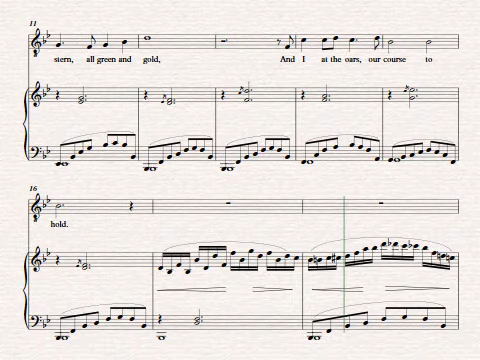 11
stern, all green and gold, And I at the oars, our course to
16
hold.